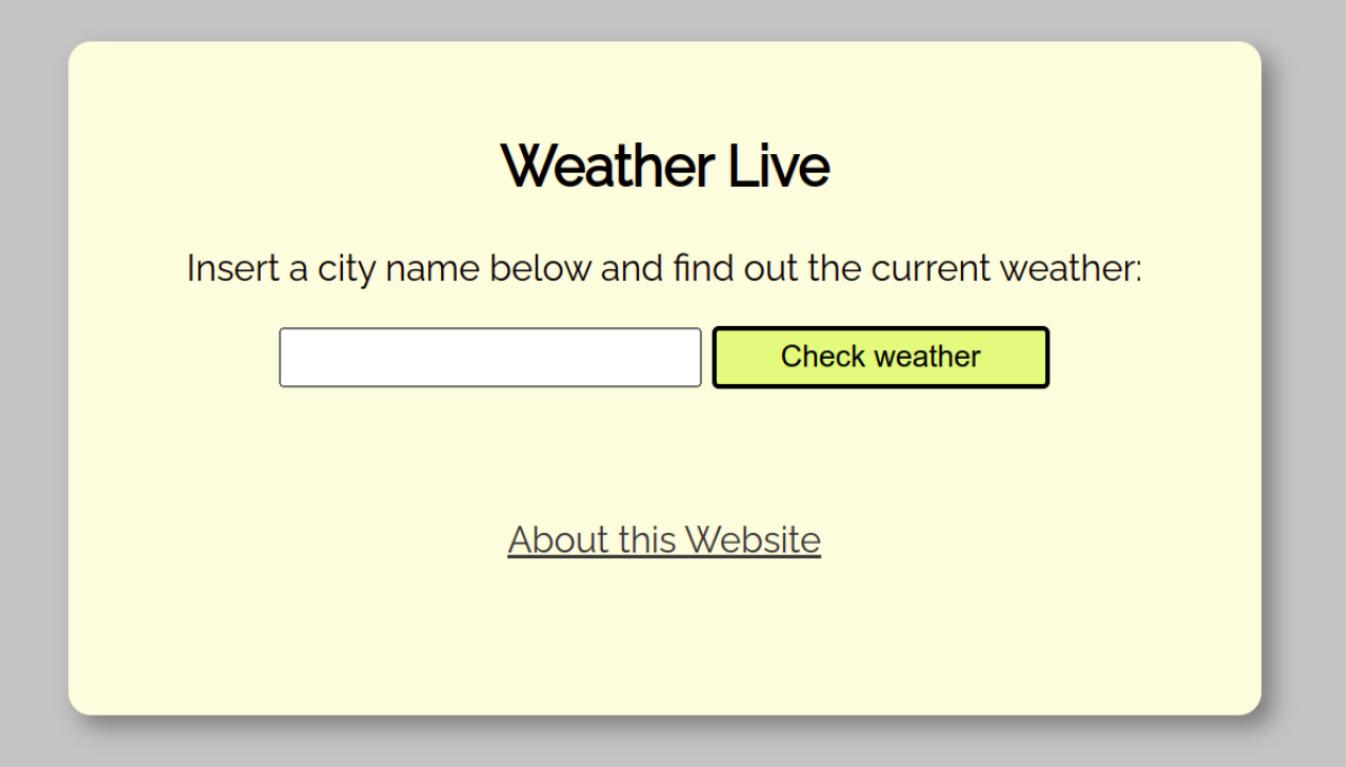 Weather Live
Insert a city name below and find out the current weather:
Check weather
About this Website